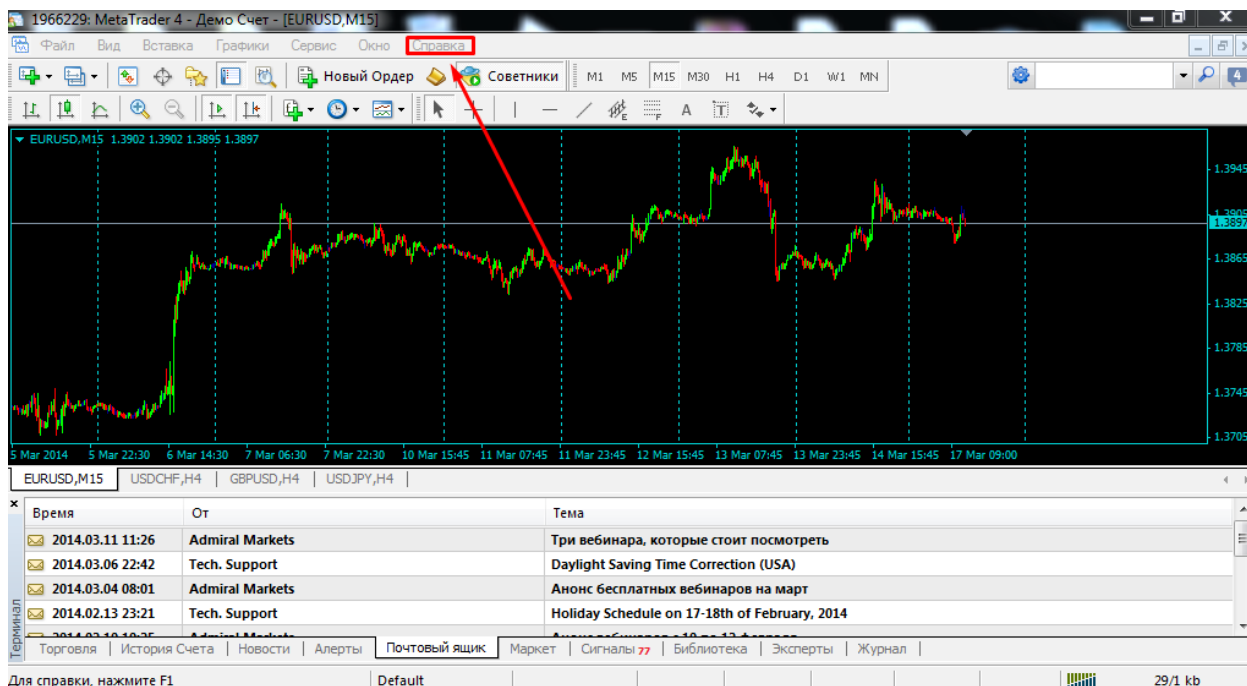 1966229: MetaTrader 4 - Демо Счет - [EURUSD,M15]
Файл Вид Вставка Графики Сервис Окно Справка
Новый Ордер Советники M1 M5 M15 M30 H1 H4 D1 W1 MN 4
E F A T
EURUSD,M15 1.3902 1.3902 1.3895 1.3897
1.3945
1.3905
1.3897
1.3865
1.3825
1.3785
1.3745
1.3705
5 Mar 2014 5 Mar 22:30 6 Mar 14:30 7 Mar 06:30 7 Mar 22:30 10 Mar 15:45 11 Mar 07:45 11 Mar 23:45 12 Mar 15:45 13 Mar 07:45 13 Mar 23:45 14 Mar 15:45 17 Mar 09:00
EURUSD,M15 USDCHF,H4 GBPUSD,H4 USDJPY,H4
Время От Тема
2014.03.11 11:26 Admiral Markets Три вебинара, которые стоит посмотреть
2014.03.06 22:42 Tech. Support Daylight Saving Time Correction (USA)
2014.03.04 08:01 Admiral Markets Анонс бесплатных вебинаров на март
2014.02.13 23:21 Tech. Support Holiday Schedule on 17-18th of February, 2014
Терминал
Торговля История Счета Новости Алерты Почтовый ящик Маркет Сигналы 77 Библиотека Эксперты Журнал
Для справки, нажмите F1 Default 29/1 kb